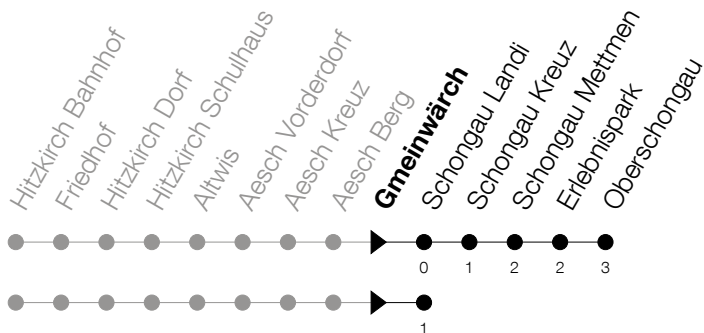 Hitzkirch Bahnhof
Friedhof
Hitzkirch Dorf
Hitzkirch Schulhaus
Altwis
Aesch Vorderdorf
Aesch Kreuz
Aesch Berg
Gmeinwärch
Schongau Landi
Schongau Kreuz
Schongau Mettmen
Erlebnispark
Oberschongau
0 1 2 2 3
1